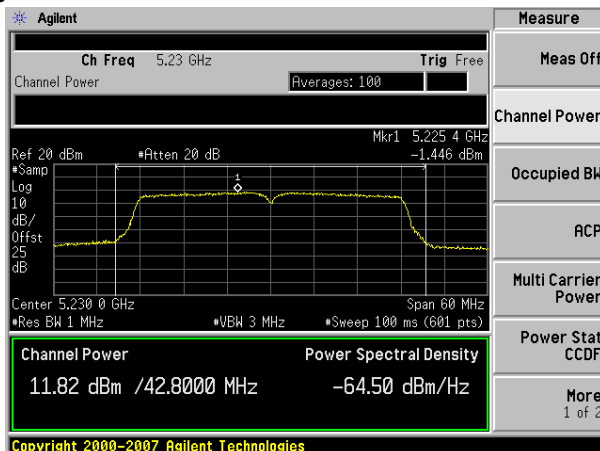 Agilent
Measure
Ch Freq 5.23 GHz Trig Free
Channel Power Averages: 100
Mkr1 5.225 4 GHz
Ref 20 dBm #Atten 20 dB -1.446 dBm
#Samp
Log
10
dB/
Offst
25
dB
1
Center 5.230 0 GHz Span 60 MHz
#Res BW 1 MHz #VBW 3 MHz #Sweep 100 ms (601 pts)
Channel Power Power Spectral Density
11.82 dBm /42.8000 MHz -64.50 dBm/Hz
Copyright 2000-2007 Agilent Technologies
Meas Off
Channel Power
Occupied BW
ACP
Multi Carrier
Power
Power Stat
CCDF
More
1 of 2